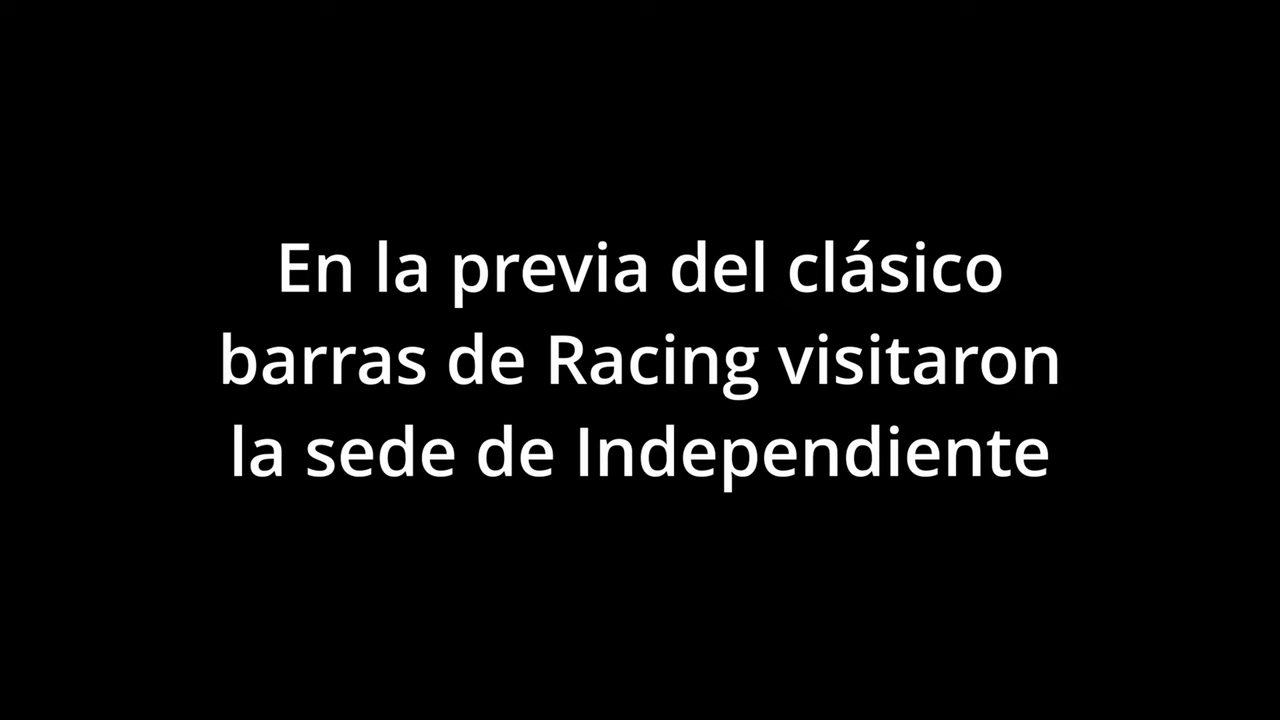 En la previa del clásico
barras de Racing visitaron
la sede de Independiente